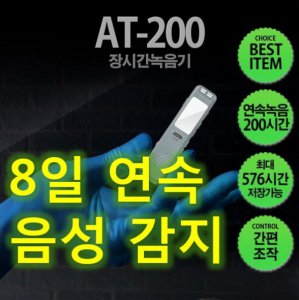 AT-200
장시간녹음기
CHOICE
BEST
ITEM
연속녹음
200시간
최대
576시간
저장가능
CONTROL
간편
조작
8일 연속
음성 감지